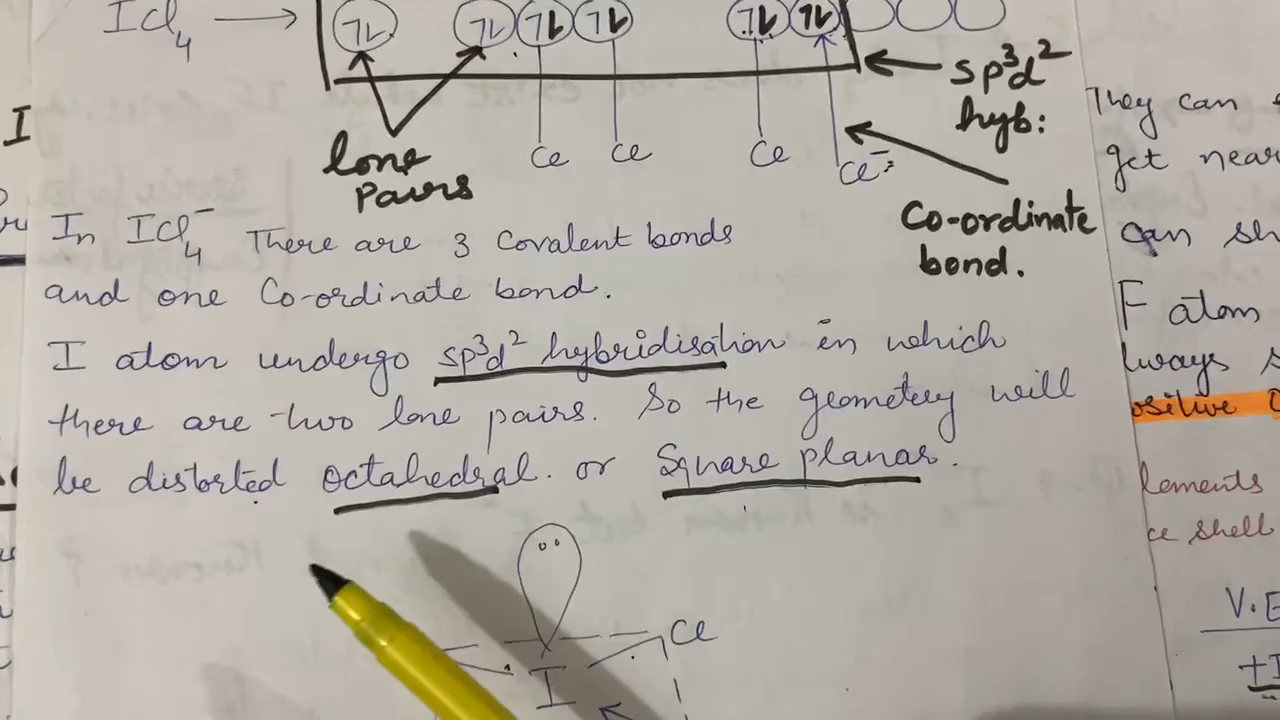 ICl4 →
sp³d²
hyb:
lone
Pairs
Cl Cl Cl Cl⁻
Co-ordinate
bond.
In ICl4⁻ There are 3 Covalent bonds
and one Co-ordinate bond.
I atom undergo sp³d² hybridisation in which
there are two lone pairs. So the geometery will
be distorted octahedral. or Square planar.
Cl
I
I
They can
get near
can sh
F atom
lways s
ositive
lements
ce shell
V.E
+I